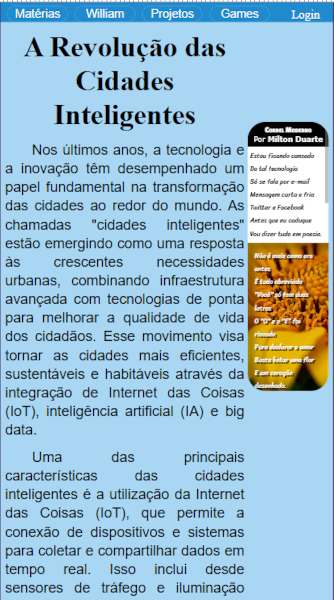 Matérias William Projetos Games Login
A Revolução das
Cidades
Inteligentes
Nos últimos anos, a tecnologia e
a inovação têm desempenhado um
papel fundamental na transformação
das cidades ao redor do mundo. As
chamadas "cidades inteligentes"
estão emergindo como uma resposta
às crescentes necessidades
urbanas, combinando infraestrutura
avançada com tecnologias de ponta
para melhorar a qualidade de vida
dos cidadãos. Esse movimento visa
tornar as cidades mais eficientes,
sustentáveis e habitáveis através da
integração de Internet das Coisas
(IoT), inteligência artificial (IA) e big
data.
Uma das principais
características das cidades
inteligentes é a utilização da Internet
das Coisas (IoT), que permite a
conexão de dispositivos e sistemas
para coletar e compartilhar dados em
tempo real. Isso inclui desde
sensores de tráfego e iluminação
Cordel Moderno
Por Milton Duarte
Estou ficando cansado
Da tal tecnologia
Só se fala por e-mail
Mensagem curta e fria
Twitter e Facebook
Antes que eu caduque
Vou dizer tudo em poesia.
Não é mais como era
antes
É tudo abreviado
"Você" só tem duas
letras
O "O" e o "E" foi
riscado
Para declarar o amor
Basta botar uma flor
E um coração
desenhado.